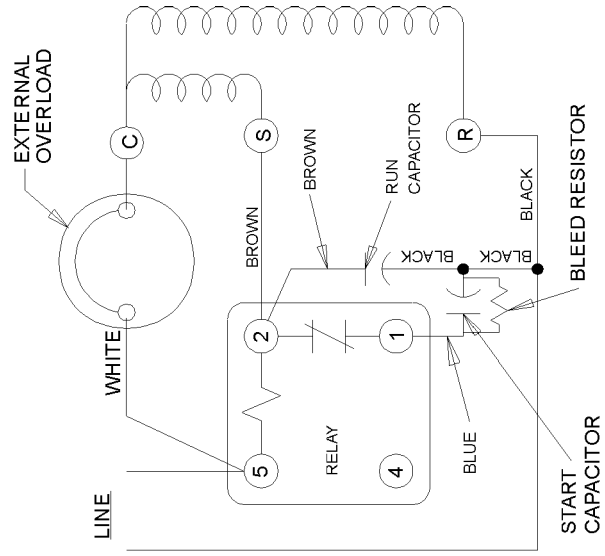 EXTERNAL
OVERLOAD
C
S
R
WHITE
BROWN
BROWN
RUN
CAPACITOR
BLACK
BLACK
BLACK
BLEED RESISTOR
2
1
5
4
RELAY
BLUE
LINE
START
CAPACITOR